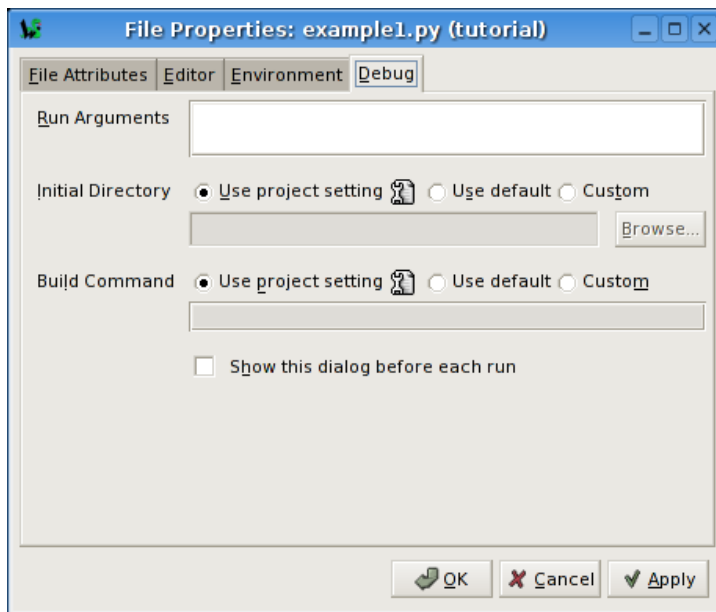 File Properties: example1.py (tutorial)
File Attributes Editor Environment Debug
Run Arguments
Initial Directory Use project setting Use default Custom
Browse...
Build Command Use project setting Use default Custom
Show this dialog before each run
OK Cancel Apply